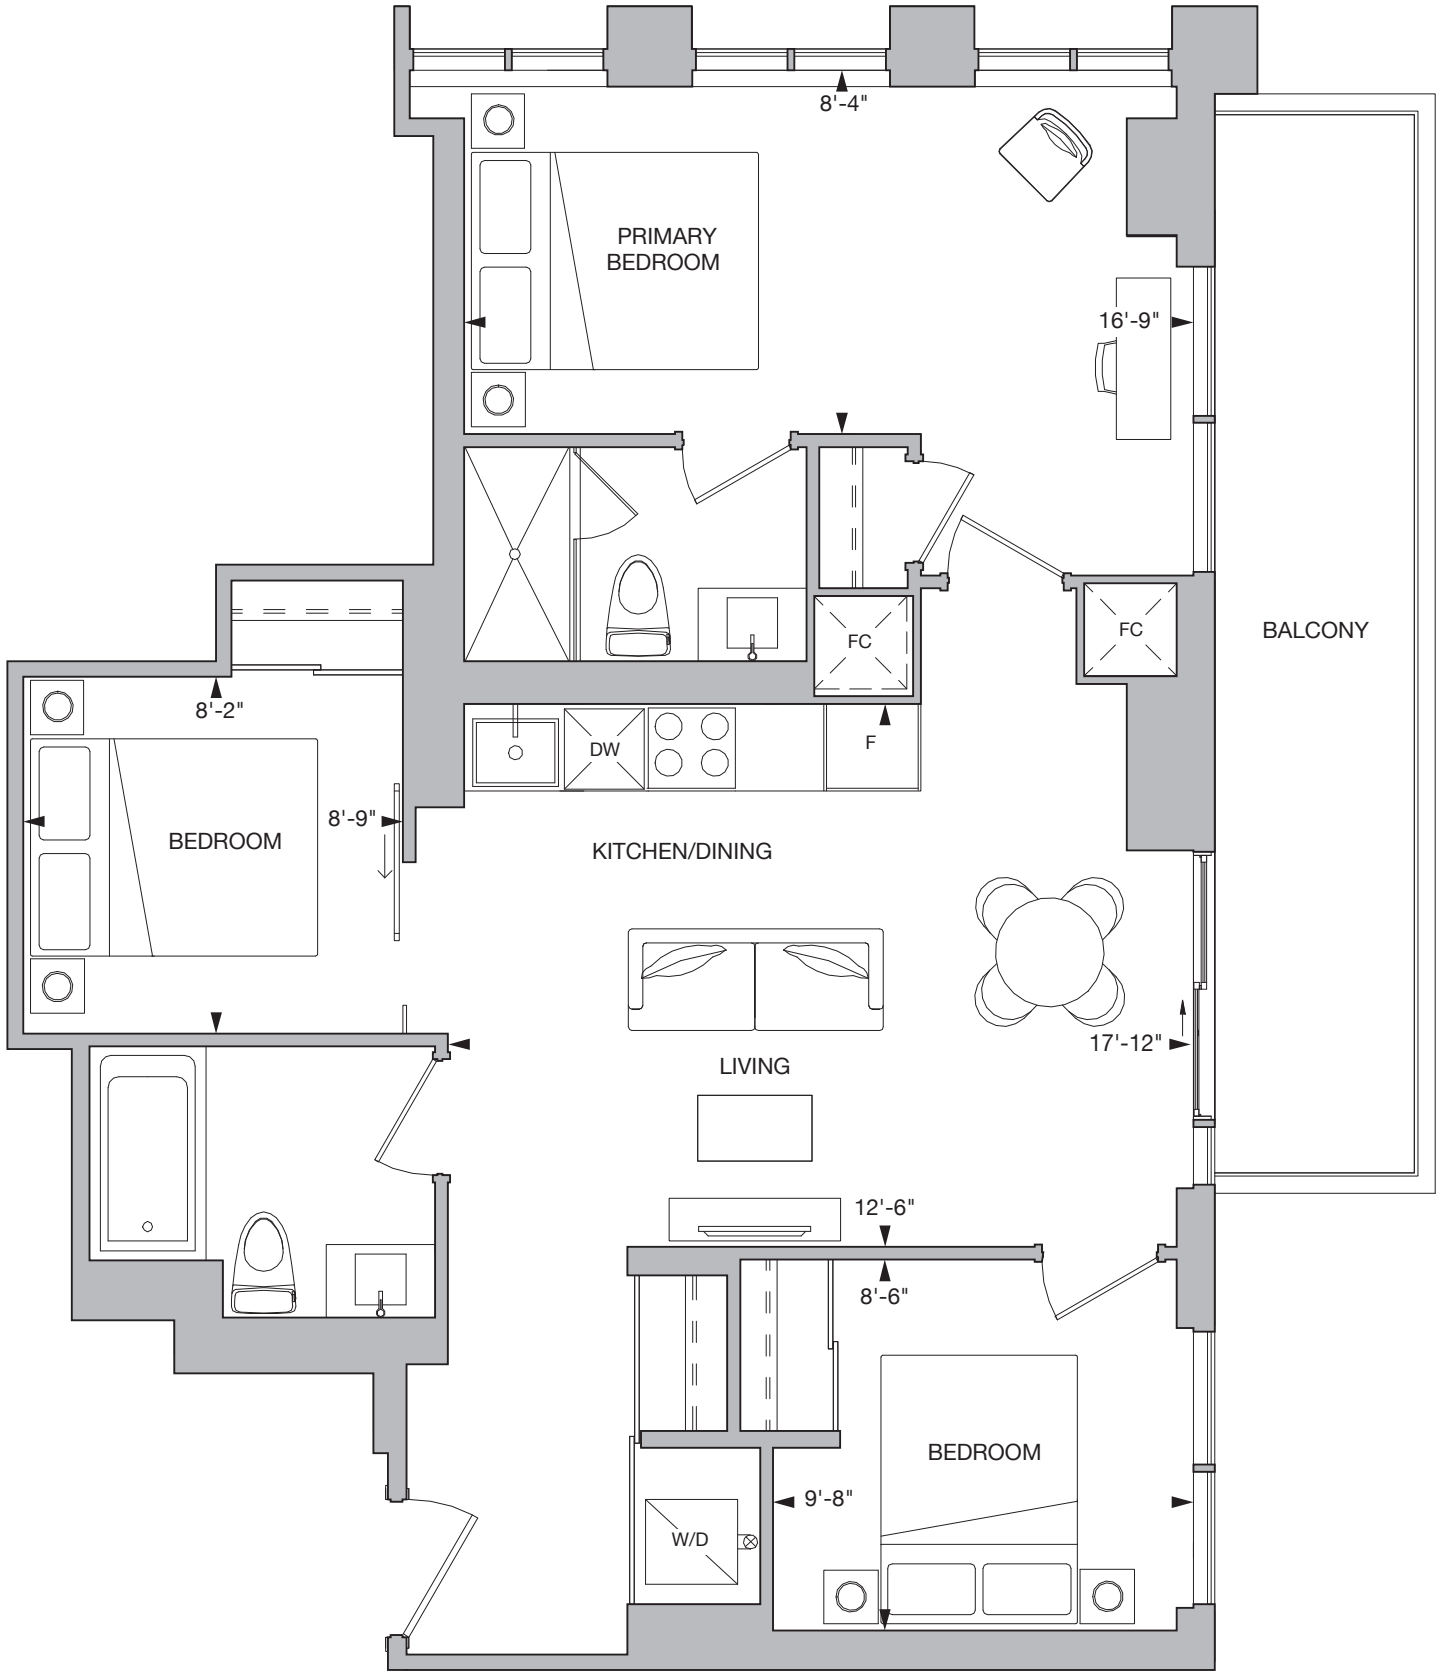 8'-4"
PRIMARY
BEDROOM
16'-9"
FC
FC
BALCONY
8'-2"
DW
F
8'-9"
BEDROOM
KITCHEN/DINING
17'-12"
LIVING
12'-6"
8'-6"
BEDROOM
9'-8"
W/D